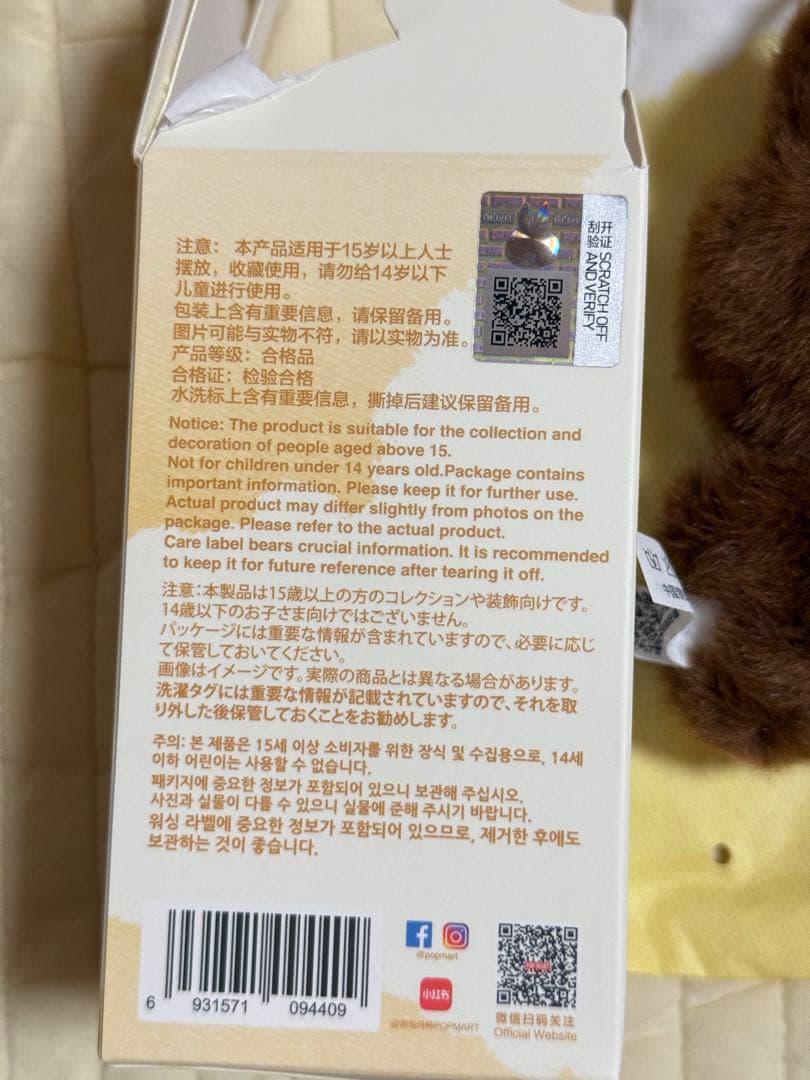 注意：本产品适用于15岁以上人士
摆放，收藏使用，请勿给14岁以下
儿童进行使用。
包装上含有重要信息，请保留备用。
图片可能与实物不符，请以实物为准。
产品等级：合格品
合格证：检验合格
水洗标上含有重要信息，撕掉后建议保留备用。
刮开
验证
SCRATCH OFF
AND VERIFY
Notice: The product is suitable for the collection and
decoration of people aged above 15.
Not for children under 14 years old.Package contains
important information. Please keep it for further use.
Actual product may differ slightly from photos on the
package. Please refer to the actual product.
Care label bears crucial information. It is recommended
to keep it for future reference after tearing it off.
注意:本製品は15歳以上の方のコレクションや装飾向けです。
14歳以下のお子さま向けではございません。
パッケージには重要な情報が含まれていますので、必要に応じ
て保管しておいてください。
画像はイメージです。実際の商品とは異なる場合があります。
洗濯タグには重要な情報が記載されていますので、それを取
り外した後保管しておくことをお勧めします。
주의: 본 제품은 15세 이상 소비자를 위한 장식 및 수집용으로, 14세
이하 어린이는 사용할 수 없습니다.
패키지에 중요한 정보가 포함되어 있으니 보관해 주십시오.
사진과 실물이 다를 수 있으니 실물에 준해 주시기 바랍니다.
워싱 라벨에 중요한 정보가 포함되어 있으므로, 제거한 후에도
보관하는 것이 좋습니다.
6 931571 094409
@popmart
小红书
@泡泡玛特POPMART
微信扫码关注
Official Website